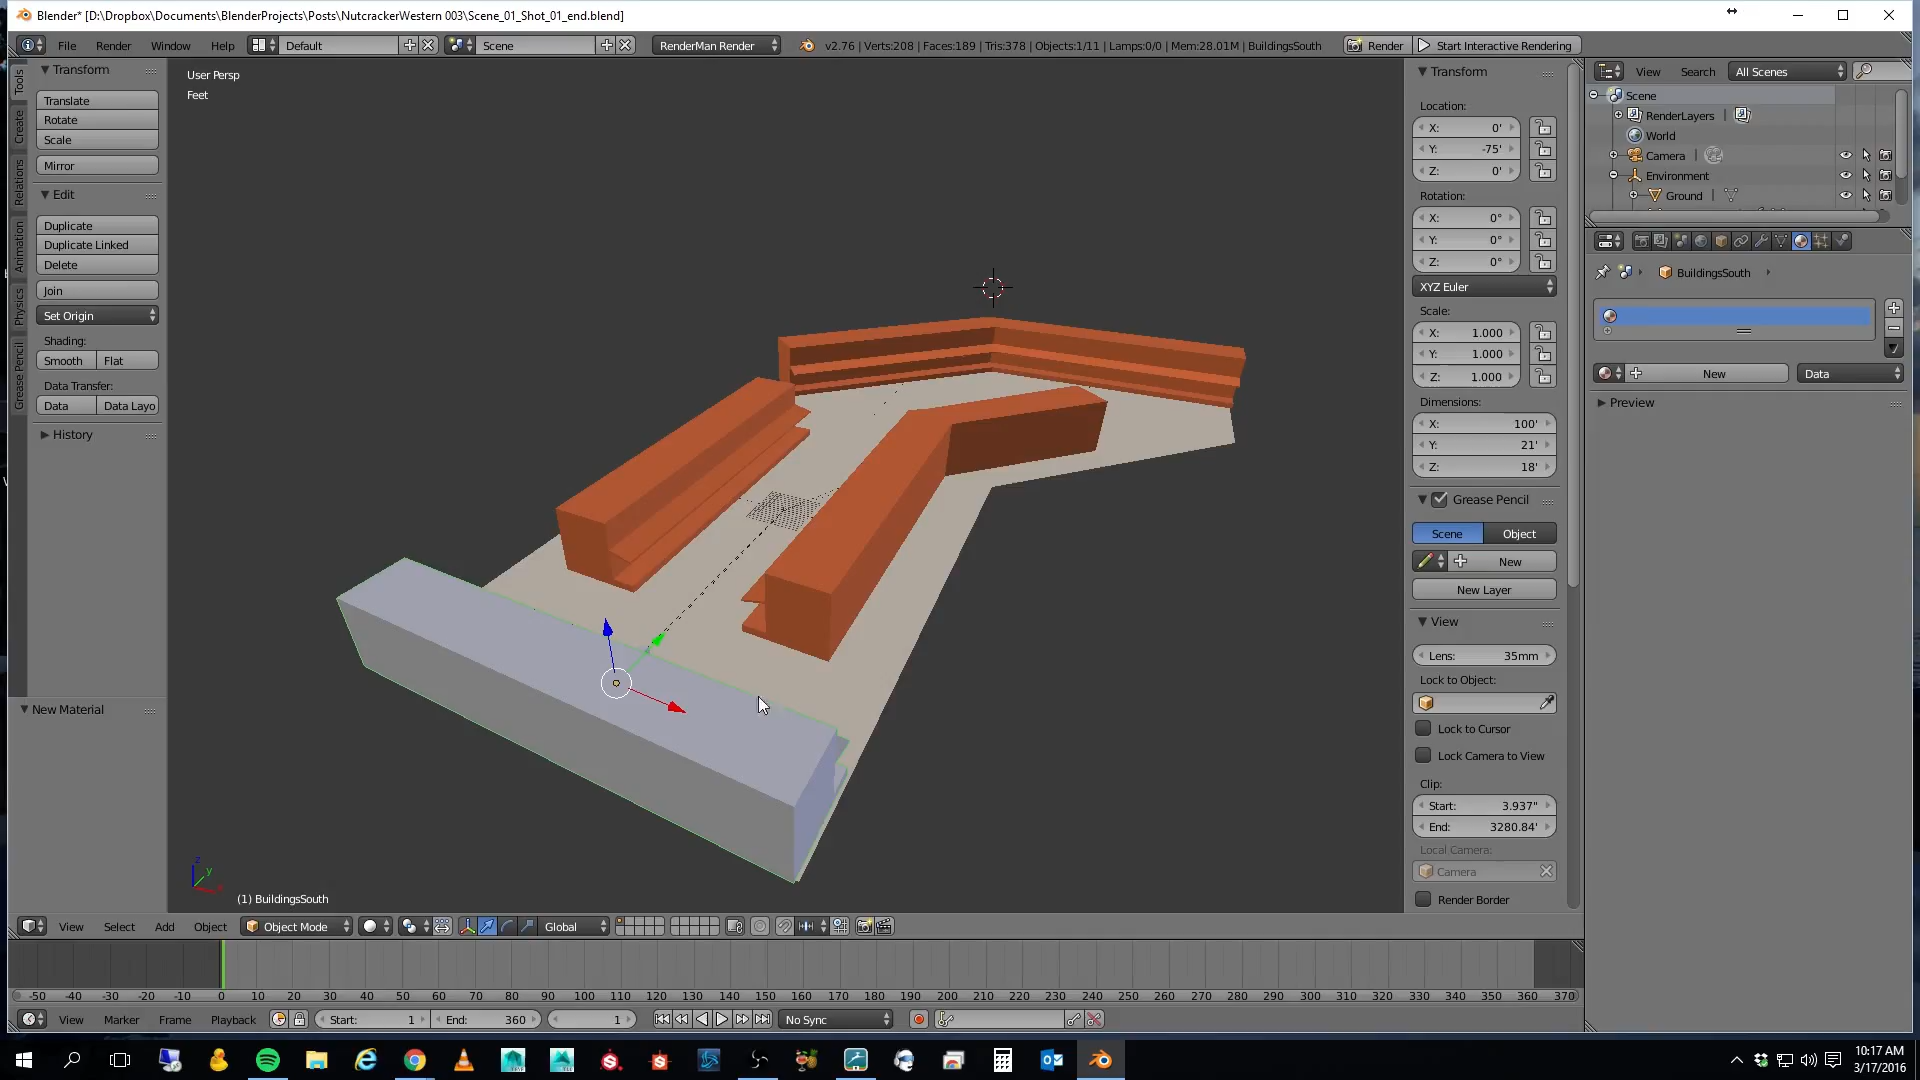 Blender* [D:\Dropbox\Documents\BlenderProjects\Posts\NutcrackerWestern 003\Scene_01_Shot_01_end.blend]
File Render Window Help Default Scene RenderMan Render v2.76 | Verts:208 | Faces:189 | Tris:378 | Objects:1/11 | Lamps:0/0 | Mem:28.01M | BuildingsSouth Render Start Interactive Rendering
Tools
Create
Relations
Animation
Physics
Grease Pencil
Transform
Translate
Rotate
Scale
Mirror
Edit
Duplicate
Duplicate Linked
Delete
Join
Set Origin
Shading:
Smooth Flat
Data Transfer:
Data Data Layo
History
New Material
User Persp
Feet
z
y
(1) BuildingsSouth
Transform
Location:
X: 0'
Y: -75'
Z: 0'
Rotation:
X: 0°
Y: 0°
Z: 0°
XYZ Euler
Scale:
X: 1.000
Y: 1.000
Z: 1.000
Dimensions:
X: 100'
Y: 21'
Z: 18'
Grease Pencil
Scene Object
New
New Layer
View
Lens: 35mm
Lock to Object:
Lock to Cursor
Lock Camera to View
Clip:
Start: 3.937"
End: 3280.84'
Local Camera:
Camera
Render Border
View Search All Scenes
Scene
RenderLayers |
World
Camera |
Environment
Ground |
BuildingsSouth
New Data
Preview
View Select Add Object Object Mode Global
-50 -40 -30 -20 -10 0 10 20 30 40 50 60 70 80 90 100 110 120 130 140 150 160 170 180 190 200 210 220 230 240 250 260 270 280 290 300 310 320 330 340 350 360 370
View Marker Frame Playback Start: 1 End: 360 1 No Sync
10:17 AM
3/17/2016